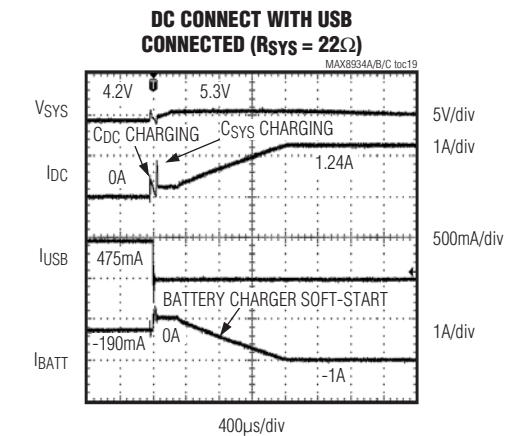 DC CONNECT WITH USB
CONNECTED (RSYS = 22Ω)
MAX8934A/B/C toc19
4.2V
5.3V
VSYS
5V/div
CDC CHARGING
CSYS CHARGING
1A/div
IDC
0A
1.24A
IUSB
475mA
500mA/div
BATTERY CHARGER SOFT-START
-190mA
0A
1A/div
IBATT
-1A
400µs/div